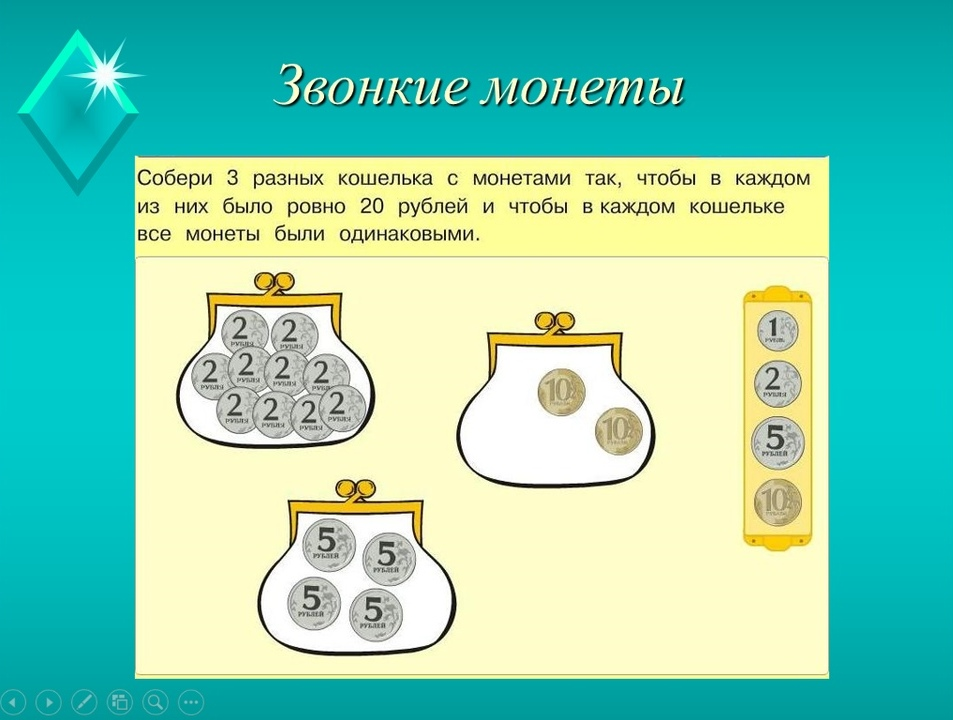 Звонкие монеты
Собери 3 разных кошелька с монетами так, чтобы в каждом
из них было ровно 20 рублей и чтобы в каждом кошельке
все монеты были одинаковыми.
2 РУБЛЯ
2 РУБЛЯ
2 РУБЛЯ
2 РУБЛЯ
2 РУБЛЯ
2 РУБЛЯ
2 РУБЛЯ
2 РУБЛЯ
2 РУБЛЯ
2 РУБЛЯ
10 РУБЛЕЙ
10 РУБЛЕЙ
5 РУБЛЕЙ
5 РУБЛЕЙ
5 РУБЛЕЙ
5 РУБЛЕЙ
1 РУБЛЬ
2 РУБЛЯ
5 РУБЛЕЙ
10 РУБЛЕЙ